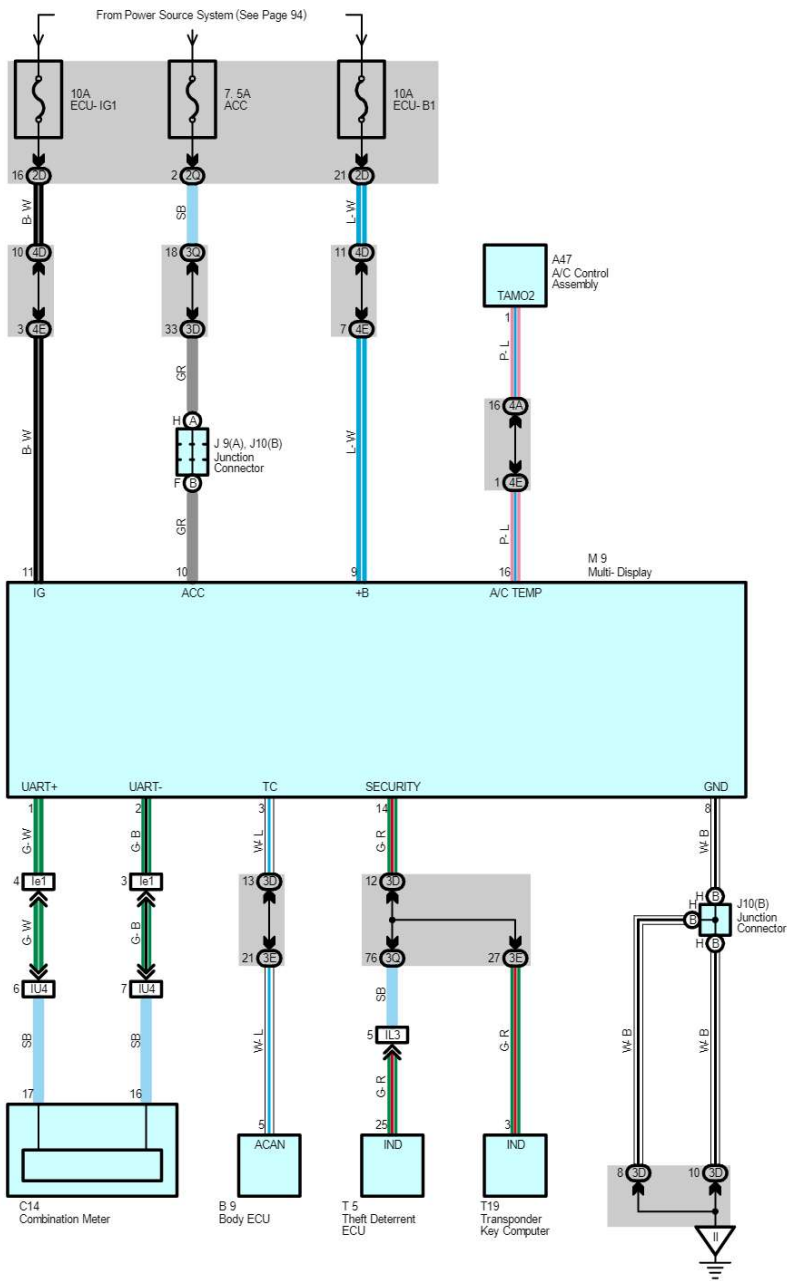 From Power Source System (See Page 94)
10A
ECU- IG1
7. 5A
ACC
10A
ECU- B1
16 2D
2 2Q
21 2D
B- W
SB
L- W
10 4D
18 3Q
11 4D
A47
A/C Control
Assembly
TAMO2
3 4E
33 3D
7 4E
1
P- L
GR
16 4A
H A
B- W
J 9(A), J10(B)
Junction
Connector
L- W
F B
1 4E
GR
P- L
M 9
Multi- Display
11
10
9
16
IG
ACC
+B
A/C TEMP
UART+
UART-
TC
SECURITY
GND
1
2
3
14
8
G- W
G- B
W- L
G- R
W- B
4 Ie1
3 Ie1
13 3D
12 3D
H B
H
B
J10(B)
Junction
Connector
G- W
G- B
H B
21 3E
76 3Q
27 3E
6 IU4
7 IU4
SB
5 IL3
SB
SB
W- L
G- R
G- R
W- B
W- B
17
16
5
25
3
ACAN
IND
IND
8 3D
10 3D
C14
Combination Meter
B 9
Body ECU
T 5
Theft Deterrent
ECU
T19
Transponder
Key Computer
II